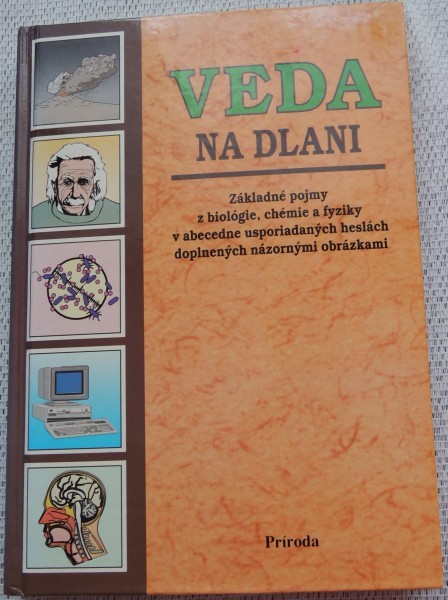 VEDA
NA DLANI
Základné pojmy
z biológie, chémie a fyziky
v abecedne usporiadaných heslách
doplnených názornými obrázkami
Príroda